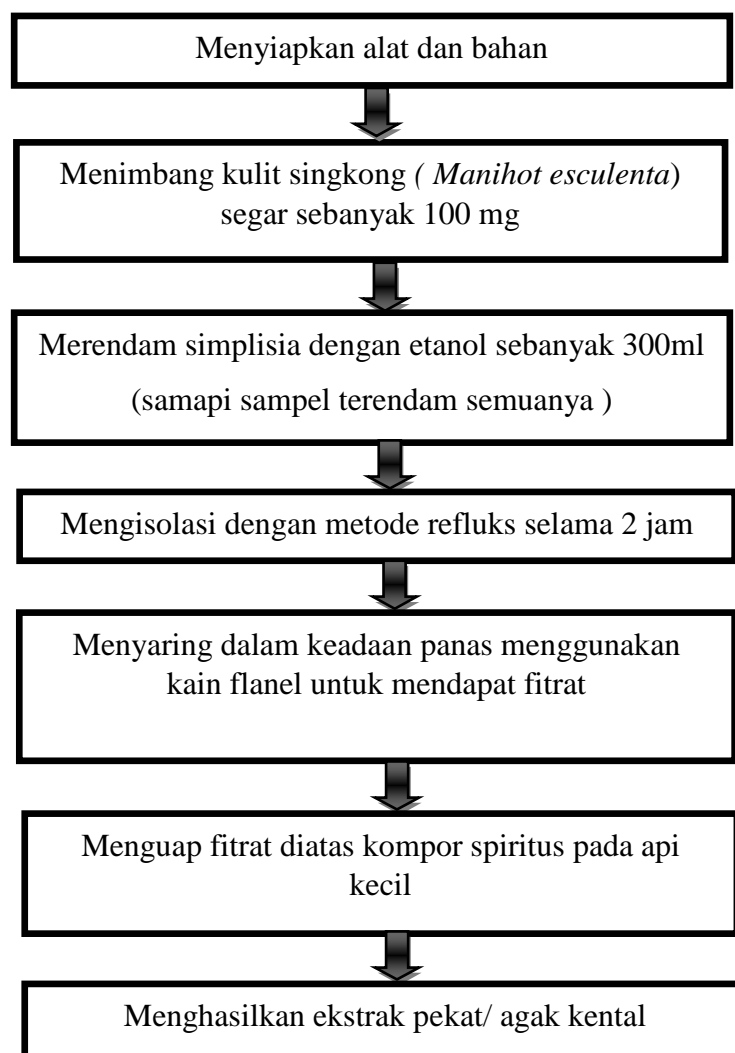 Menyiapkan alat dan bahan
Menimbang kulit singkong ( Manihot esculenta)
segar sebanyak 100 mg
Merendam simplisia dengan etanol sebanyak 300ml
(samapi sampel terendam semuanya )
Mengisolasi dengan metode refluks selama 2 jam
Menyaring dalam keadaan panas menggunakan
kain flanel untuk mendapat fitrat
Menguap fitrat diatas kompor spiritus pada api
kecil
Menghasilkan ekstrak pekat/ agak kental